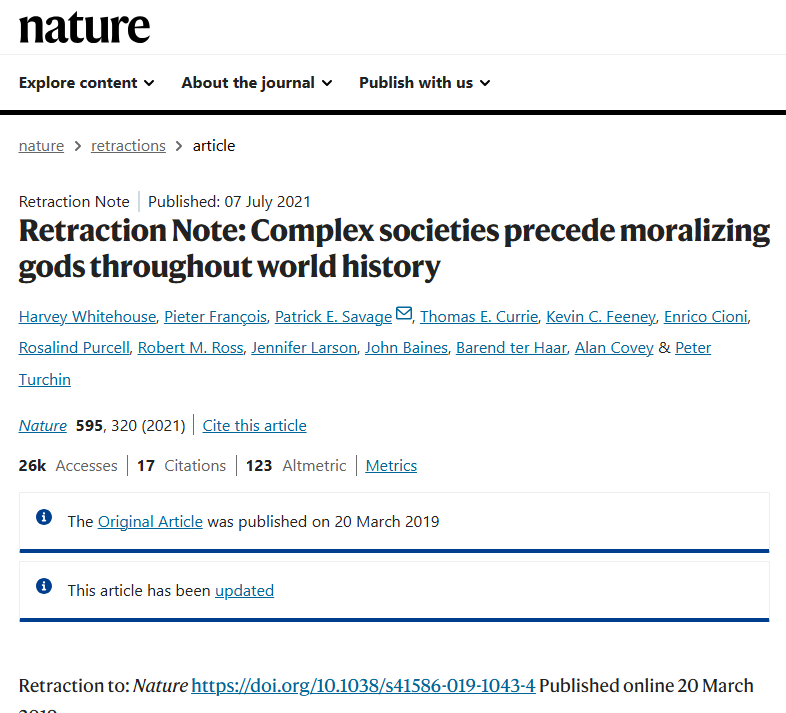 nature
Explore content About the journal Publish with us
nature > retractions > article
Retraction Note Published: 07 July 2021
Retraction Note: Complex societies precede moralizing
gods throughout world history
Harvey Whitehouse, Pieter François, Patrick E. Savage, Thomas E. Currie, Kevin C. Feeney, Enrico Cioni,
Rosalind Purcell, Robert M. Ross, Jennifer Larson, John Baines, Barend ter Haar, Alan Covey & Peter
Turchin
Nature 595, 320 (2021) Cite this article
26k Accesses 17 Citations 123 Altmetric Metrics
The Original Article was published on 20 March 2019
This article has been updated
Retraction to: Nature https://doi.org/10.1038/s41586-019-1043-4 Published online 20 March